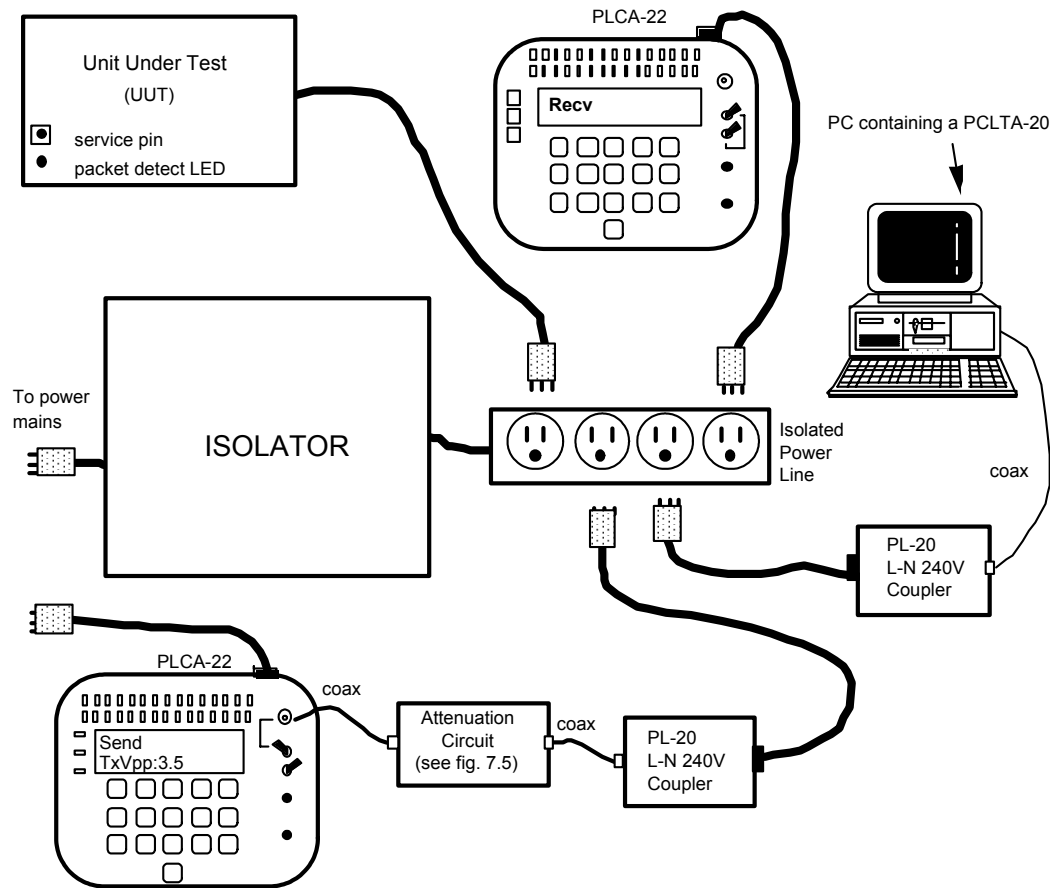 PLCA-22
Unit Under Test
(UUT)
service pin
packet detect LED
Recv
PC containing a PCLTA-20
To power
mains
ISOLATOR
Isolated
Power
Line
coax
PL-20
L-N 240V
Coupler
PLCA-22
coax
Send
TxVpp:3.5
Attenuation
Circuit
(see fig. 7.5)
coax
PL-20
L-N 240V
Coupler